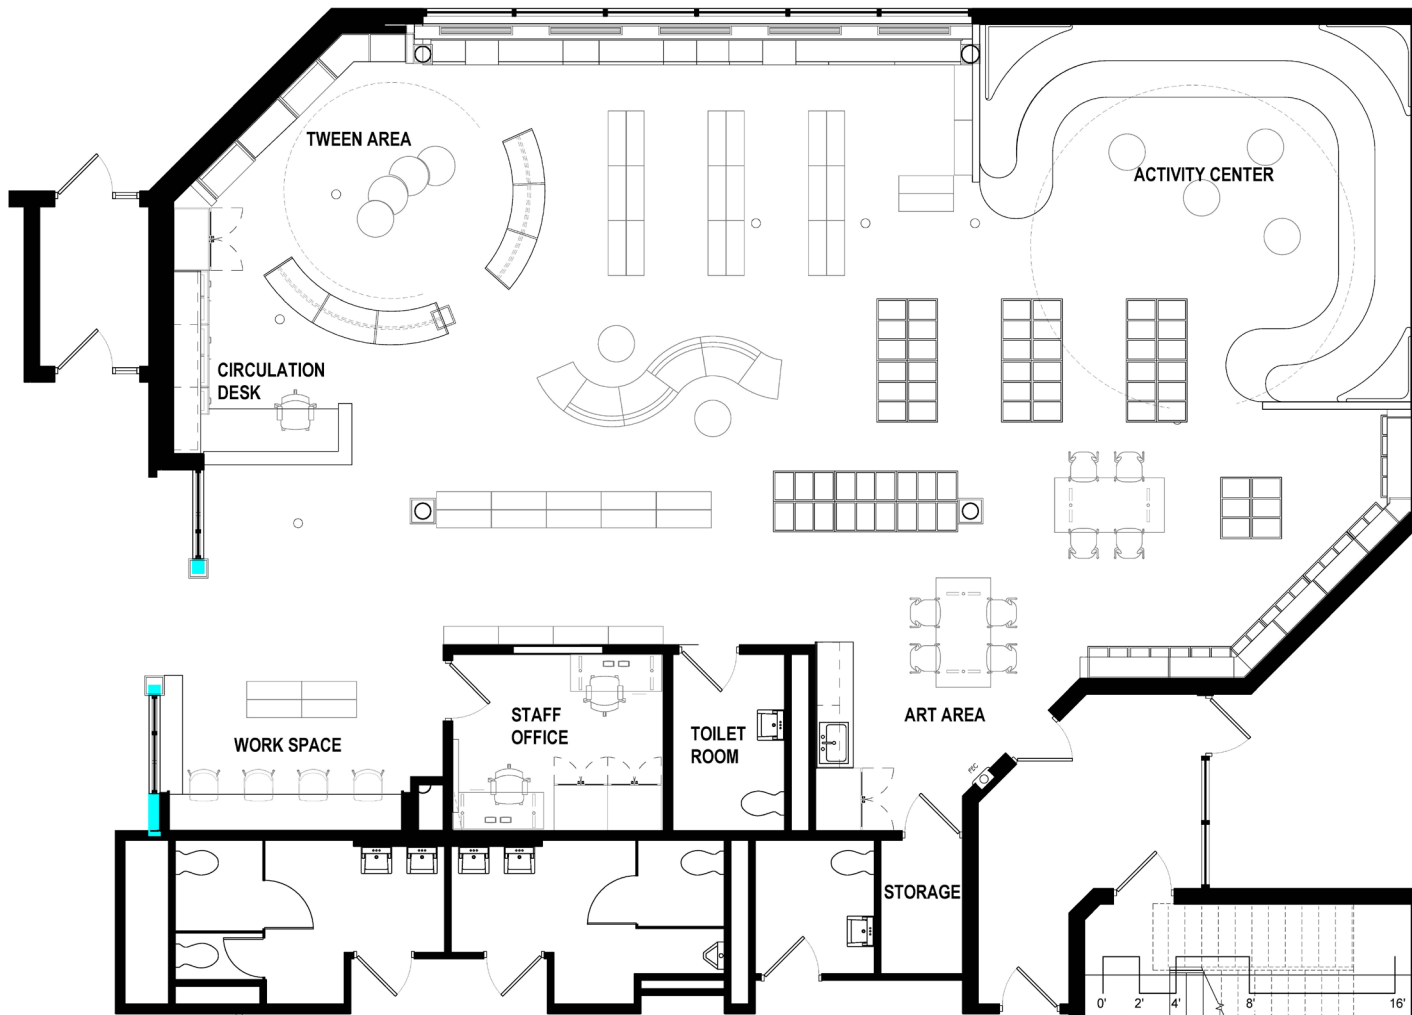 TWEEN AREA
ACTIVITY CENTER
CIRCULATION
DESK
STAFF
OFFICE
TOILET
ROOM
ART AREA
WORK SPACE
FEC
STORAGE
0' 2' 4' 8' 16'